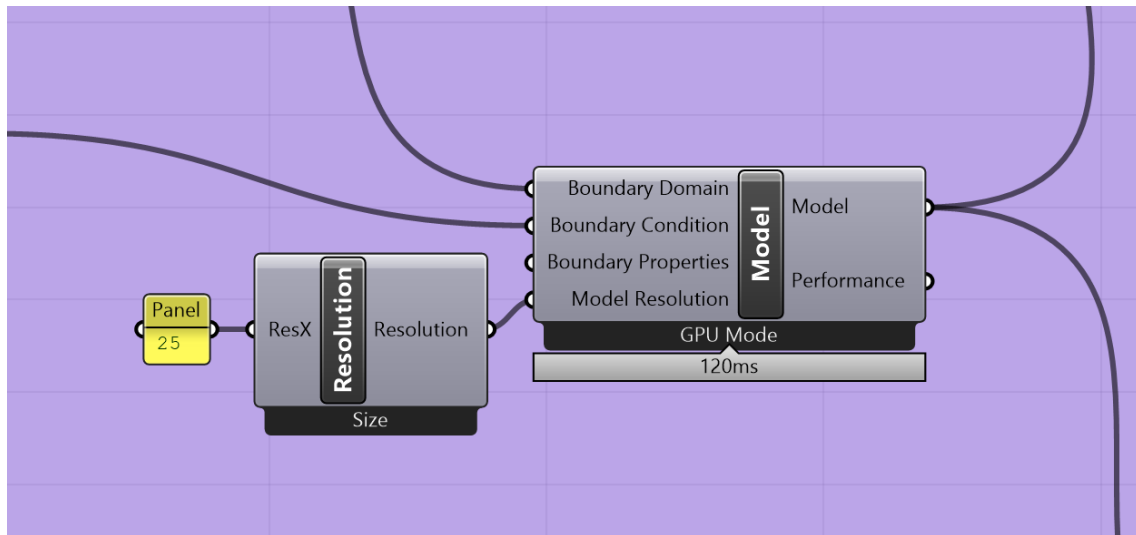 Panel
25
ResX
Resolution
Resolution
Size
Boundary Domain
Boundary Condition
Boundary Properties
Model Resolution
Model
Model
Performance
GPU Mode
120ms